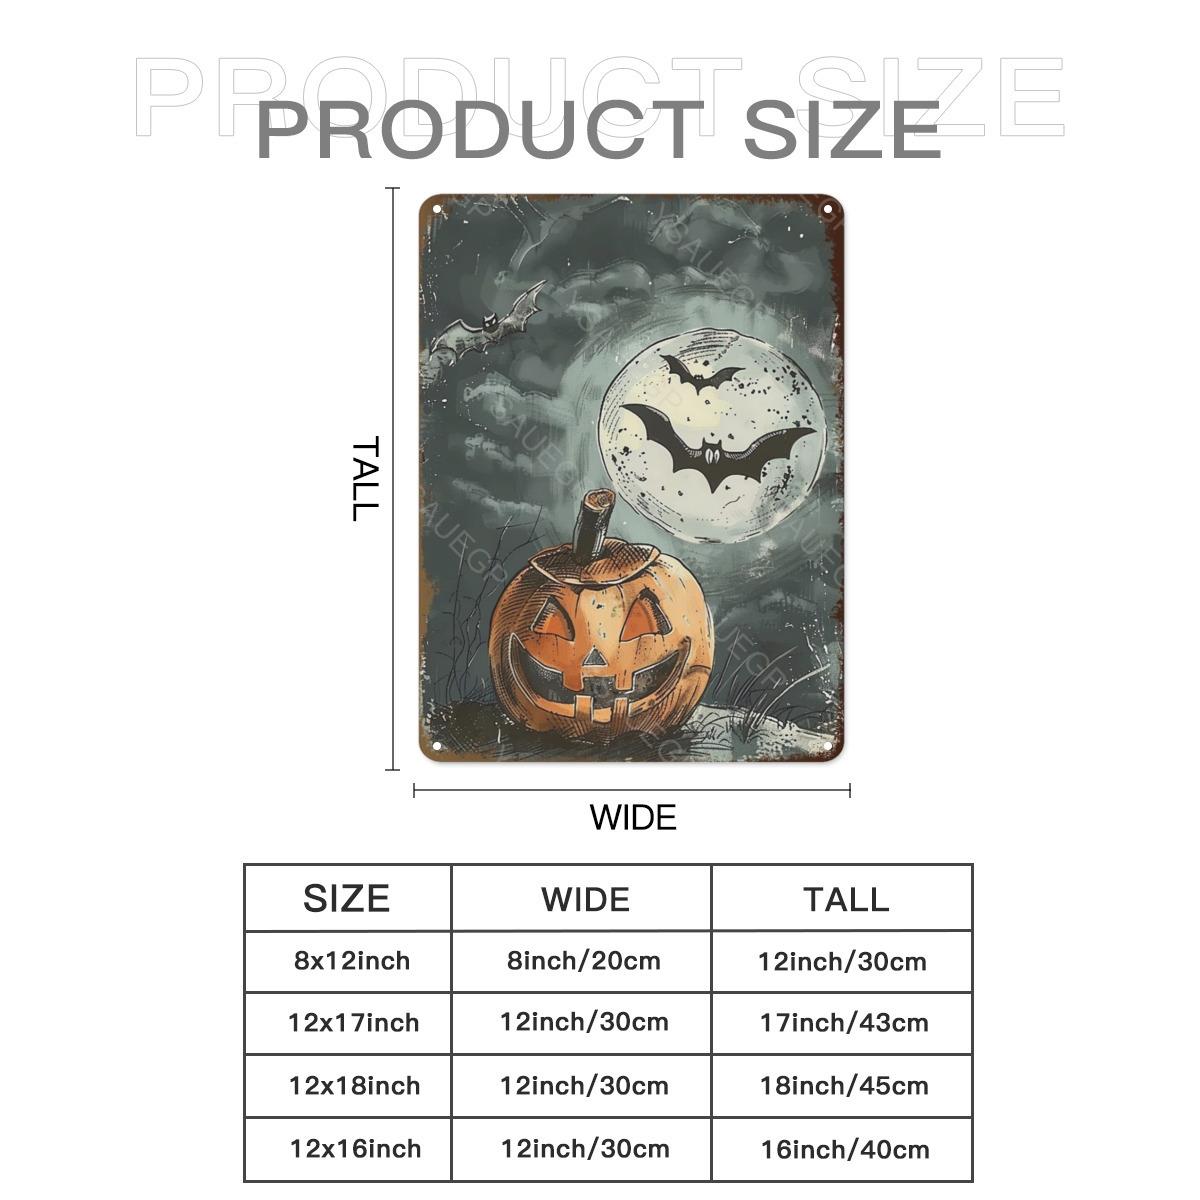 PRODUCT SIZE
PRODUCT SIZE
TALL
WIDE
SIZE WIDE TALL
8x12inch 8inch/20cm 12inch/30cm
12x17inch 12inch/30cm 17inch/43cm
12x18inch 12inch/30cm 18inch/45cm
12x16inch 12inch/30cm 16inch/40cm